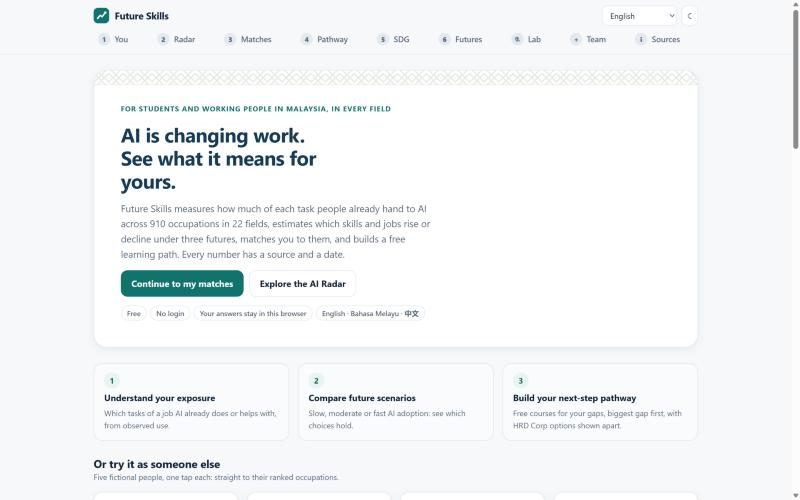 Future Skills
English
C
1 You
2 Radar
3 Matches
4 Pathway
5 SDG
6 Futures
Lab
+ Team
i Sources
FOR STUDENTS AND WORKING PEOPLE IN MALAYSIA, IN EVERY FIELD
AI is changing work.
See what it means for
yours.
Future Skills measures how much of each task people already hand to AI
across 910 occupations in 22 fields, estimates which skills and jobs rise or
decline under three futures, matches you to them, and builds a free
learning path. Every number has a source and a date.
Continue to my matches
Explore the AI Radar
Free
No login
Your answers stay in this browser
English · Bahasa Melayu · 中文
1
Understand your exposure
Which tasks of a job AI already does or helps with,
from observed use.
2
Compare future scenarios
Slow, moderate or fast AI adoption: see which
choices hold.
3
Build your next-step pathway
Free courses for your gaps, biggest gap first, with
HRD Corp options shown apart.
Or try it as someone else
Five fictional people, one tap each: straight to their ranked occupations.